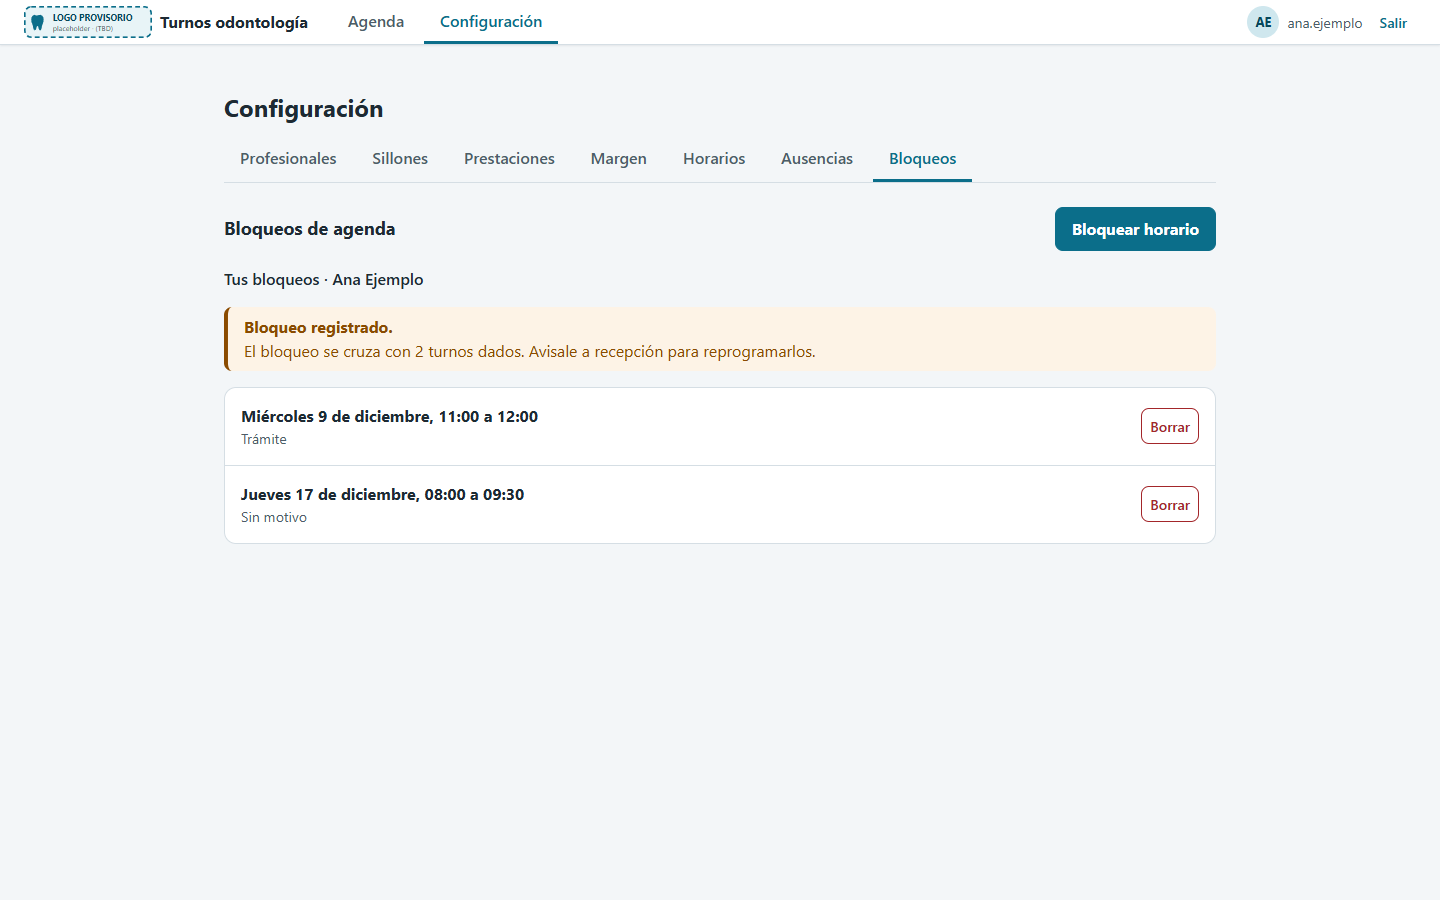 LOGO PROVISORIO
placeholder · (TBD)
Turnos odontología
Agenda
Configuración
AE
ana.ejemplo
Salir
Configuración
Profesionales
Sillones
Prestaciones
Margen
Horarios
Ausencias
Bloqueos
Bloqueos de agenda
Bloquear horario
Tus bloqueos · Ana Ejemplo
Bloqueo registrado.
El bloqueo se cruza con 2 turnos dados. Avisale a recepción para reprogramarlos.
Miércoles 9 de diciembre, 11:00 a 12:00
Trámite
Borrar
Jueves 17 de diciembre, 08:00 a 09:30
Sin motivo
Borrar